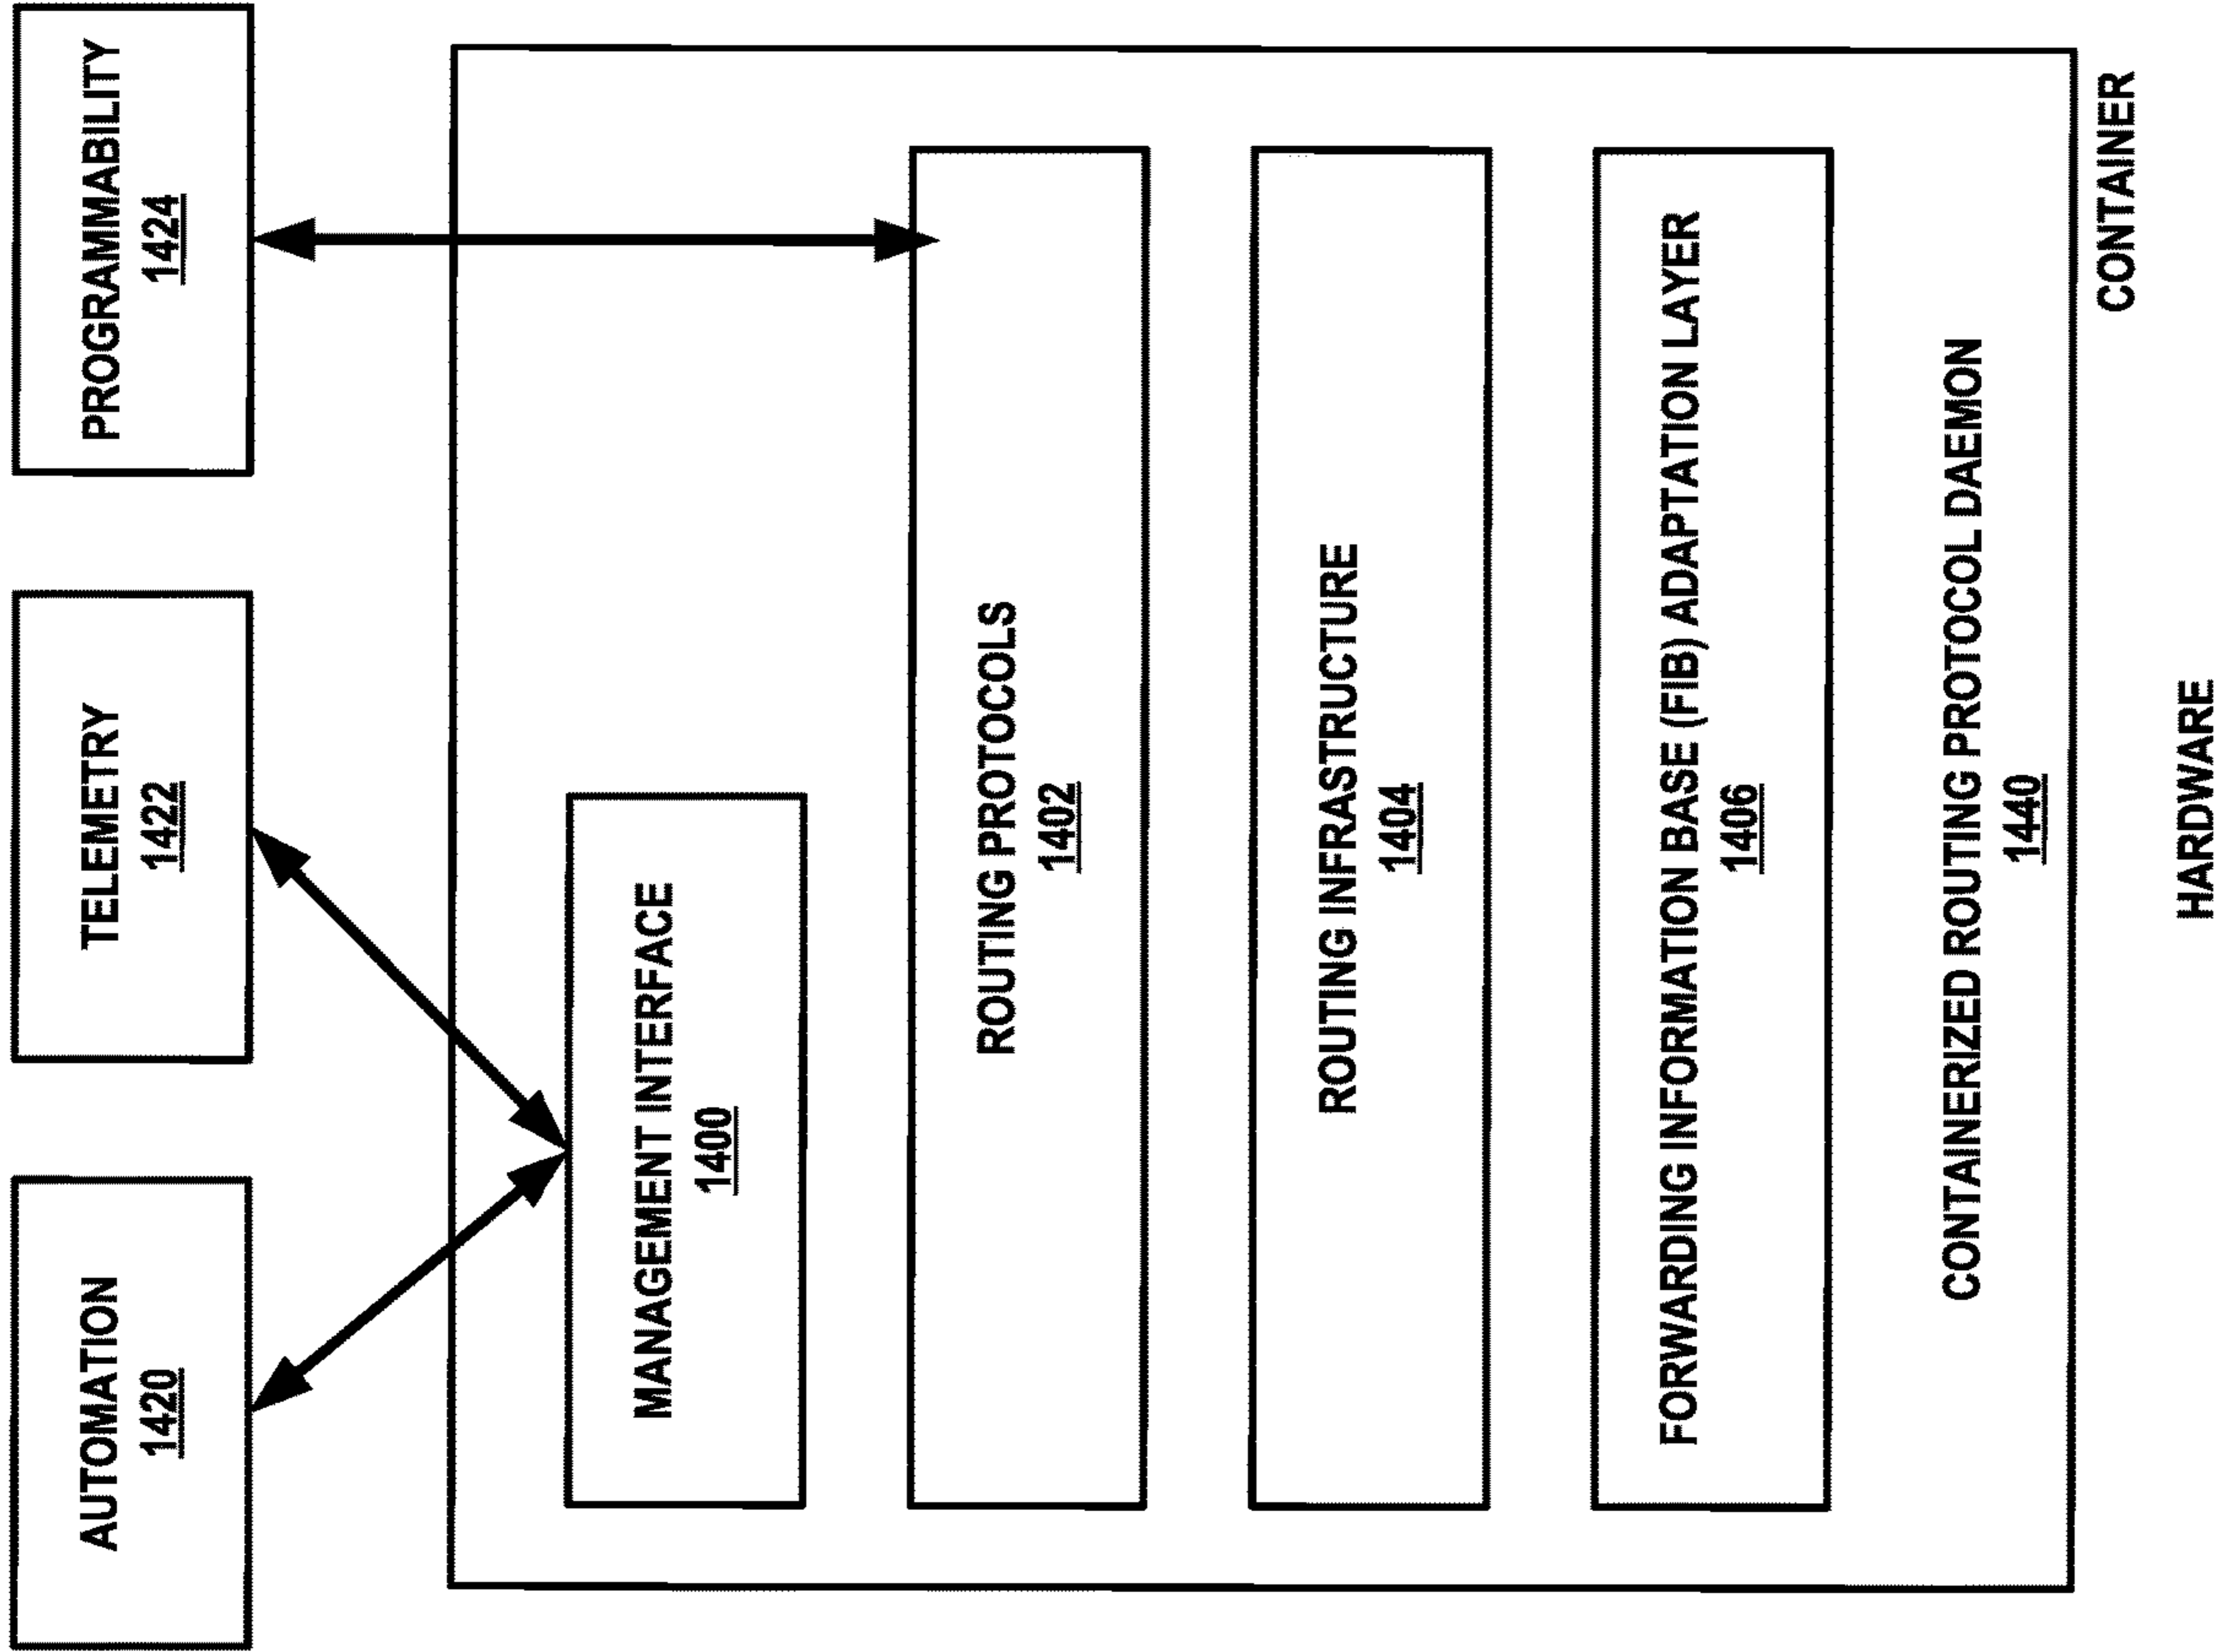 AUTOMATION
1420
TELEMETRY
1422
PROGRAMMABILITY
1424
MANAGEMENT INTERFACE
1400
ROUTING PROTOCOLS
1402
ROUTING INFRASTRUCTURE
1404
FORWARDING INFORMATION BASE (FIB) ADAPTATION LAYER
1406
CONTAINERIZED ROUTING PROTOCOL DAEMON
1440
CONTAINER
HARDWARE